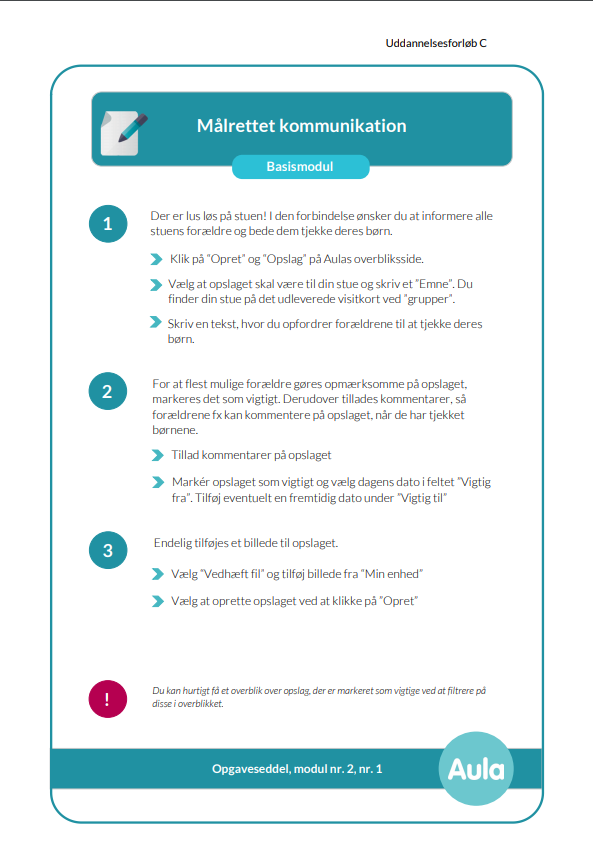 Uddannelsesforløb C
Målrettet kommunikation
Basismodul
1
Der er lus løs på stuen! I den forbindelse ønsker du at informere alle
stuens forældre og bede dem tjekke deres børn.
Klik på ”Opret” og ”Opslag” på Aulas overbliksside.
Vælg at opslaget skal være til din stue og skriv et ”Emne”. Du
finder din stue på det udleverede visitkort ved ”grupper”.
Skriv en tekst, hvor du opfordrer forældrene til at tjekke deres
børn.
2
For at flest mulige forældre gøres opmærksomme på opslaget,
markeres det som vigtigt. Derudover tillades kommentarer, så
forældrene fx kan kommentere på opslaget, når de har tjekket
børnene.
Tillad kommentarer på opslaget
Markér opslaget som vigtigt og vælg dagens dato i feltet ”Vigtig
fra”. Tilføj eventuelt en fremtidig dato under ”Vigtig til”
3
Endelig tilføjes et billede til opslaget.
Vælg ”Vedhæft fil” og tilføj billede fra ”Min enhed”
Vælg at oprette opslaget ved at klikke på ”Opret”
!
Du kan hurtigt få et overblik over opslag, der er markeret som vigtige ved at filtrere på
disse i overblikket.
Opgaveseddel, modul nr. 2, nr. 1
Aula